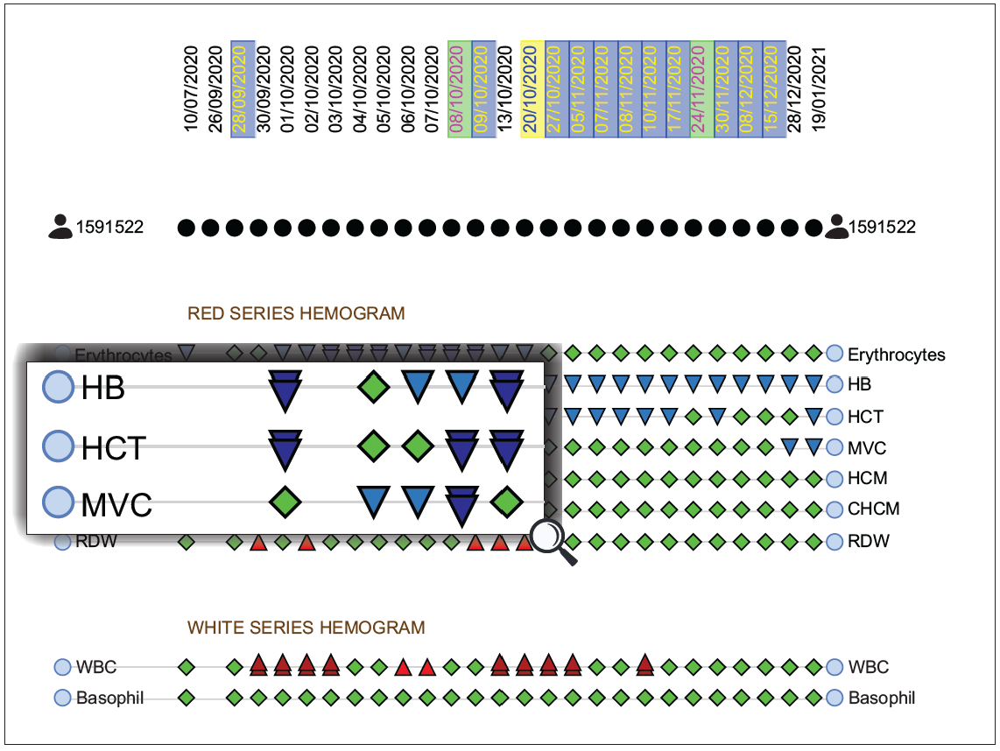 10/07/2020
26/09/2020
28/09/2020
30/09/2020
01/10/2020
02/10/2020
03/10/2020
04/10/2020
05/10/2020
06/10/2020
07/10/2020
08/10/2020
09/10/2020
13/10/2020
20/10/2020
27/10/2020
05/11/2020
07/11/2020
08/11/2020
10/11/2020
17/11/2020
24/11/2020
30/11/2020
08/12/2020
15/12/2020
28/12/2020
19/01/2021
1591522 1591522
RED SERIES HEMOGRAM
Erythrocytes Erythrocytes
HB HB
HCT HCT
MVC MVC
HCM
CHCM
RDW RDW
WHITE SERIES HEMOGRAM
WBC WBC
Basophil Basophil